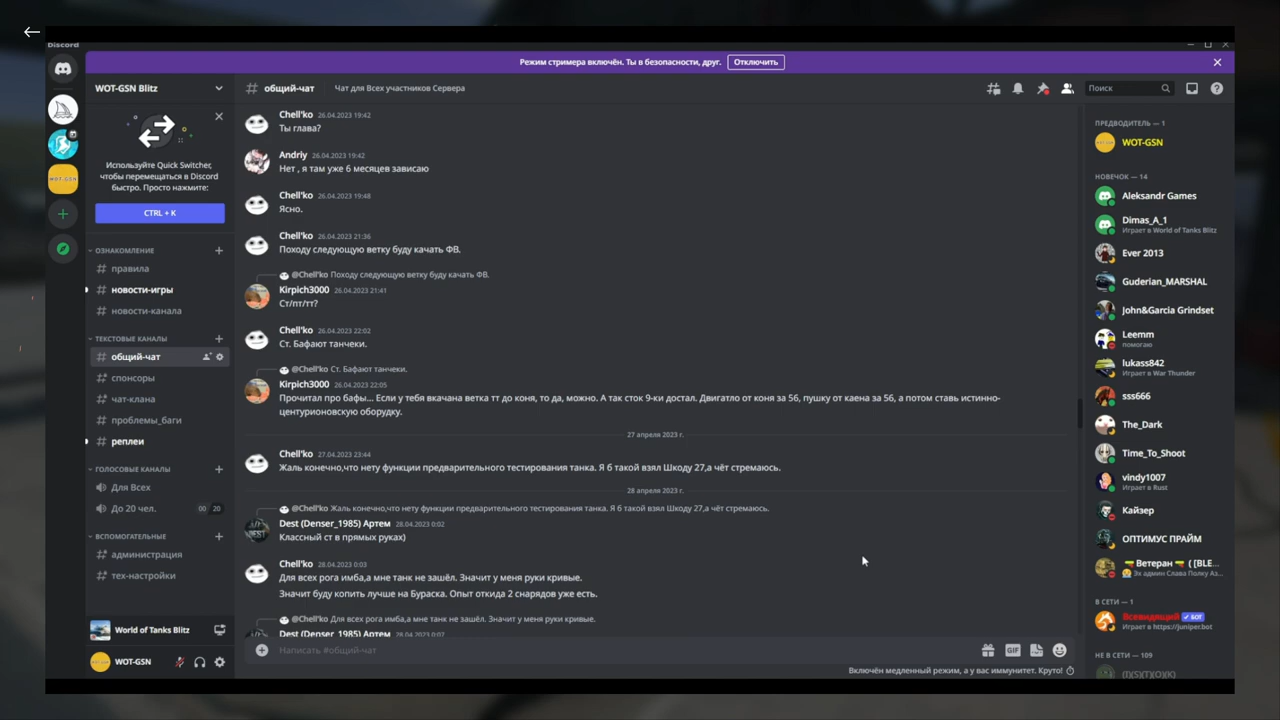 Discord
Режим стримера включён. Ты в безопасности, друг.
Отключить
WOT-GSN Blitz
общий-чат
Чат для Всех участников Сервера
Поиск
Используйте Quick Switcher,
чтобы перемещаться в Discord
быстро. Просто нажмите:
CTRL + K
ОЗНАКОМЛЕНИЕ
правила
новости-игры
новости-канала
ТЕКСТОВЫЕ КАНАЛЫ
общий-чат
спонсоры
чат-клана
проблемы_баги
реплеи
ГОЛОСОВЫЕ КАНАЛЫ
Для Всех
До 20 чел.
00 20
ВСПОМОГАТЕЛЬНЫЕ
администрация
тех-настройки
World of Tanks Blitz
WOT-GSN
Chell'ko 26.04.2023 19:42
Ты глава?
Andriy 26.04.2023 19:42
Нет , я там уже 6 месяцев зависаю
Chell'ko 26.04.2023 19:48
Ясно.
Chell'ko 26.04.2023 21:36
Походу следующую ветку буду качать ФВ.
@Chell'ko Походу следующую ветку буду качать ФВ.
Kirpich3000 26.04.2023 21:41
Ст/пт/тт?
Chell'ko 26.04.2023 22:02
Ст. Бафают танчеки.
@Chell'ko Ст. Бафают танчеки.
Kirpich3000 26.04.2023 22:05
Прочитал про бафы... Если у тебя вкачана ветка тт до коня, то да, можно. А так сток 9-ки достал. Двигатло от коня за 56, пушку от каена за 56, а потом ставь истинно-
центурионовскую оборудку.
27 апреля 2023 г.
Chell'ko 27.04.2023 23:44
Жаль конечно,что нету функции предварительного тестирования танка. Я б такой взял Шкоду 27,а чёт стремаюсь.
28 апреля 2023 г.
@Chell'ko Жаль конечно,что нету функции предварительного тестирования танка. Я б такой взял Шкоду 27,а чёт стремаюсь.
Dest (Denser_1985) Артем 28.04.2023 0:02
Классный ст в прямых руках)
Chell'ko 28.04.2023 0:03
Для всех рога имба,а мне танк не зашёл. Значит у меня руки кривые.
Значит буду копить лучше на Бураска. Опыт откида 2 снарядов уже есть.
@Chell'ko Для всех рога имба,а мне танк не зашёл. Значит у меня руки кривые.
Dest (Denser_1985) Артем 28.04.2023 0:07
Написать #общий-чат
GIF
Включён медленный режим, а у вас иммунитет. Круто!
ПРЕДВОДИТЕЛЬ — 1
WOT-GSN
НОВЕЧОК — 14
Aleksandr Games
Dimas_A_1
Играет в World of Tanks Blitz
Ever 2013
Guderian_MARSHAL
John&Garcia Grindset
Leemm
помогаю
lukass842
Играет в War Thunder
sss666
The_Dark
Time_To_Shoot
vindy1007
Играет в Rust
Кайзер
ОПТИМУС ПРАЙМ
Ветеран ( [BLE...
Эх админ Слава Полку Аз...
В СЕТИ — 1
Всевидящий БОТ
Играет в https://juniper.bot
НЕ В СЕТИ — 109